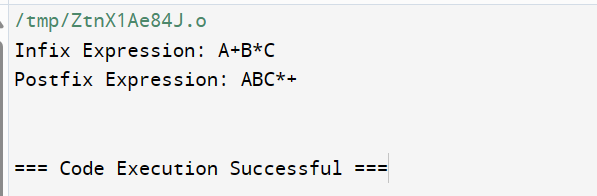 /tmp/ZtnX1Ae84J.o
Infix Expression: A+B*C
Postfix Expression: ABC*+
=== Code Execution Successful ===